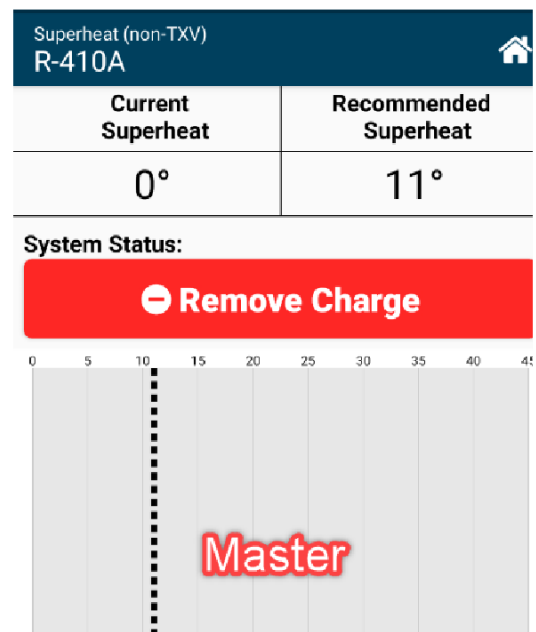 Superheat (non-TXV)
R-410A
Current Superheat
Recommended Superheat
0°
11°
System Status:
Remove Charge
0 5 10 15 20 25 30 35 40 45
Master